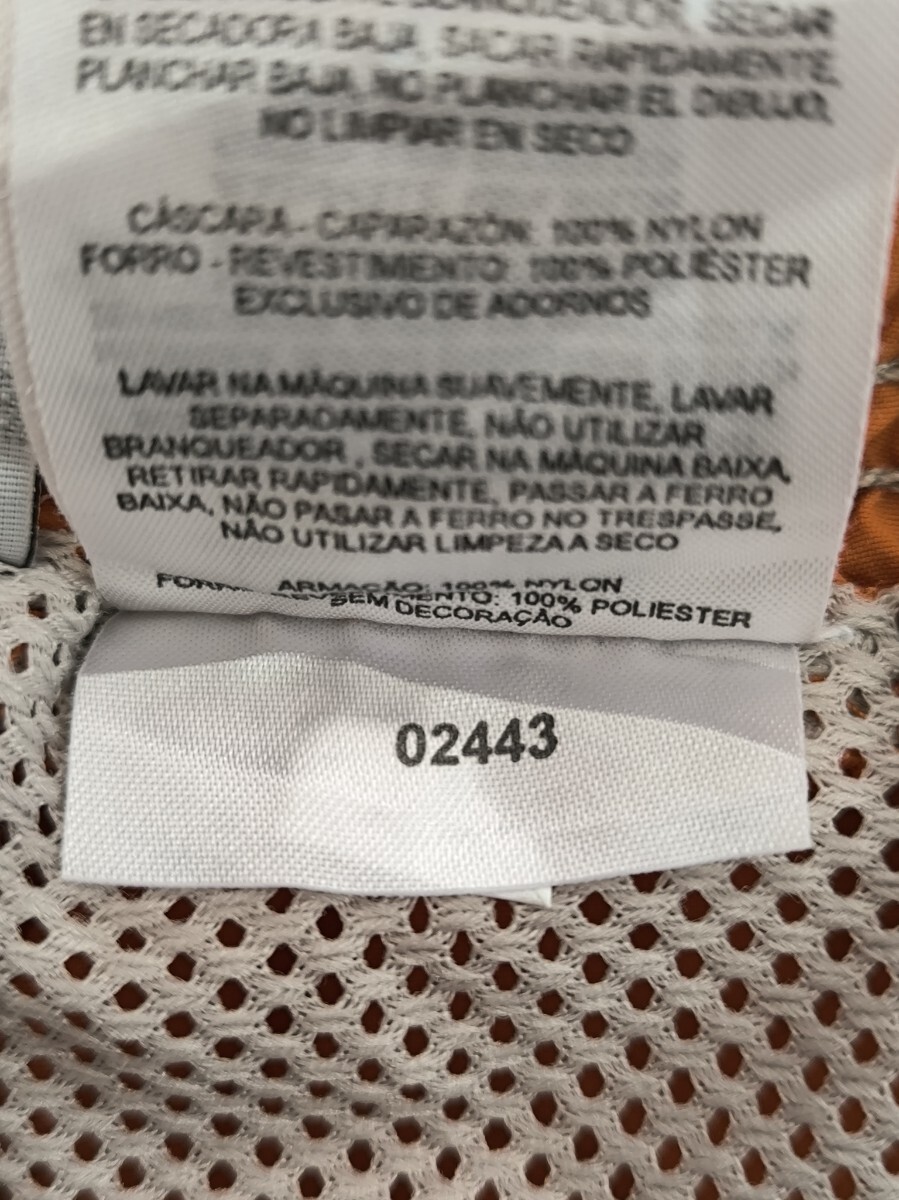 SECAR
EN SECADORA BAJA, SACAR RAPIDAMENTE,
PLANCHAR BAJA, NO PLANCHAR EL DIBUJO,
NO LIMPIAR EN SECO
CÁSCARA - CAPARAZÓN: 100% NYLON
FORRO - REVESTIMIENTO: 100% POLIÉSTER
EXCLUSIVO DE ADORNOS
LAVAR NA MÁQUINA SUAVEMENTE, LAVAR
SEPARADAMENTE, NÃO UTILIZAR
BRANQUEADOR , SECAR NA MÁQUINA BAIXA,
RETIRAR RAPIDAMENTE, PASSAR A FERRO
BAIXA, NÃO PASAR A FERRO NO TRESPASSE,
NÃO UTILIZAR LIMPEZA A SECO
ARMAÇÃO: 100% NYLON
100% POLIESTER
SEM DECORAÇÃO
02443